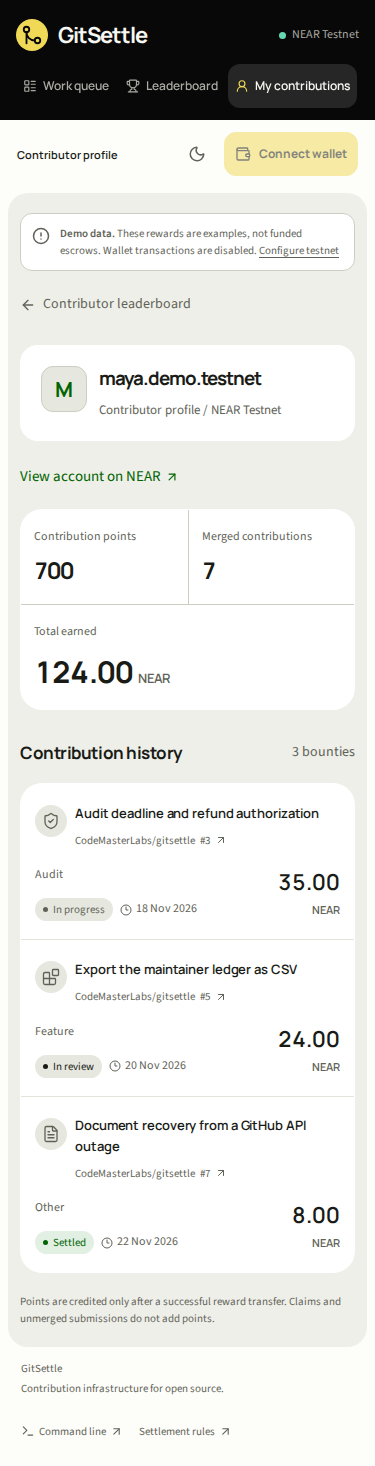 GitSettle
NEAR Testnet
Work queue
Leaderboard
My contributions
Contributor profile
Connect wallet
Demo data. These rewards are examples, not funded
escrows. Wallet transactions are disabled. Configure testnet
Contributor leaderboard
M
maya.demo.testnet
Contributor profile / NEAR Testnet
View account on NEAR
Contribution points
700
Merged contributions
7
Total earned
124.00 NEAR
Contribution history
3 bounties
Audit deadline and refund authorization
CodeMasterLabs/gitsettle #3
Audit
In progress
18 Nov 2026
35.00
NEAR
Export the maintainer ledger as CSV
CodeMasterLabs/gitsettle #5
Feature
In review
20 Nov 2026
24.00
NEAR
Document recovery from a GitHub API
outage
CodeMasterLabs/gitsettle #7
Other
Settled
22 Nov 2026
8.00
NEAR
Points are credited only after a successful reward transfer. Claims and
unmerged submissions do not add points.
GitSettle
Contribution infrastructure for open source.
Command line
Settlement rules